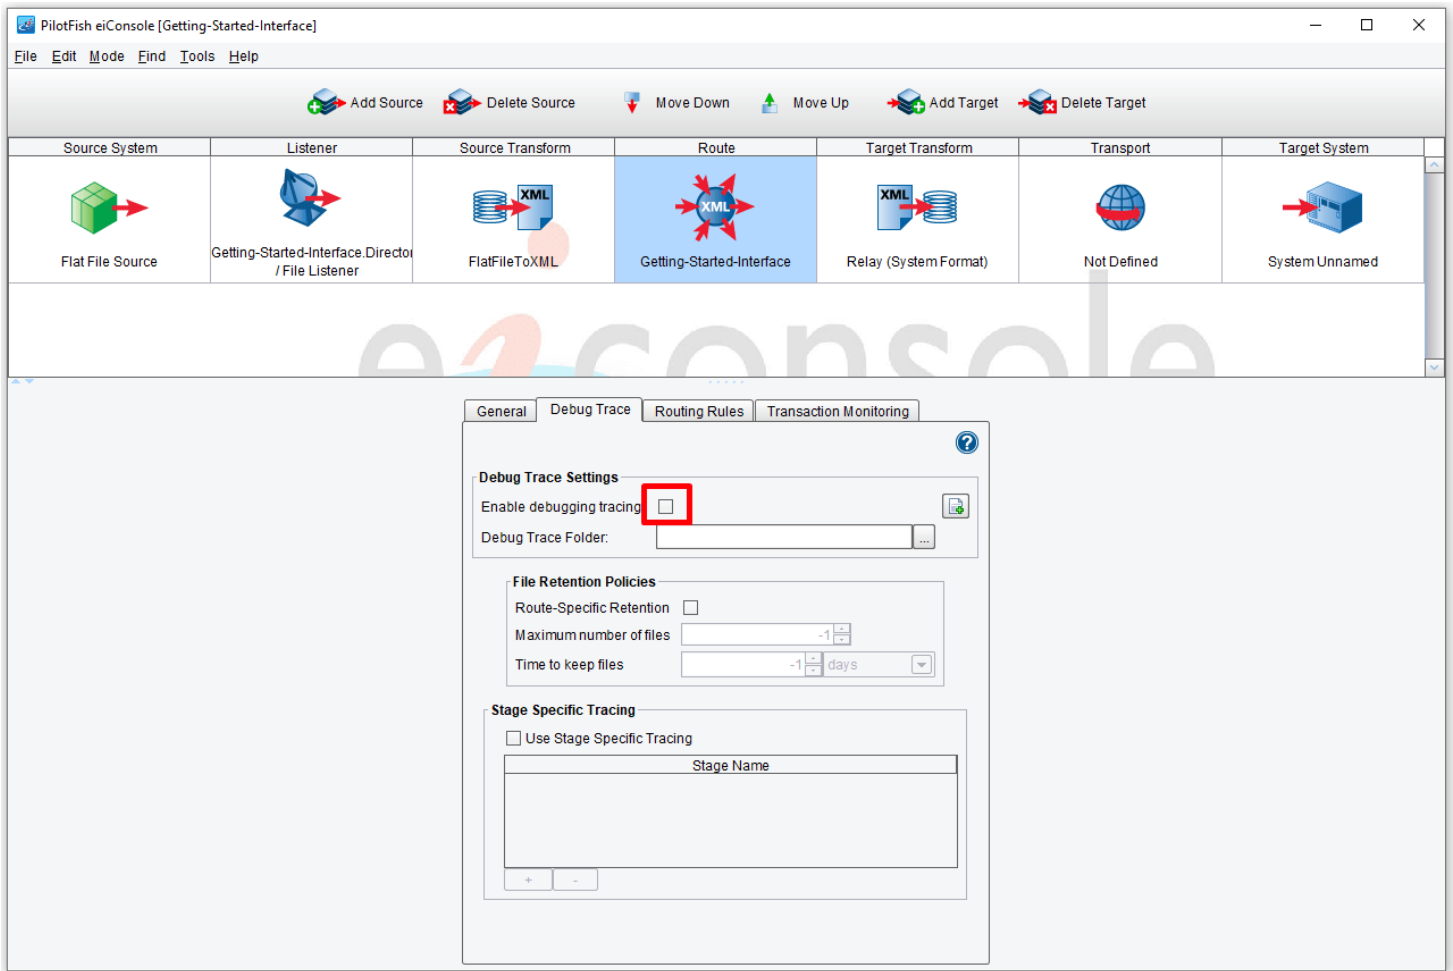 PilotFish eiConsole [Getting-Started-Interface]
File Edit Mode Find Tools Help
Add Source Delete Source Move Down Move Up Add Target Delete Target
Source System Listener Source Transform Route Target Transform Transport Target System
XML XML XML
Flat File Source Getting-Started-Interface.Director FlatFileToXML Getting-Started-Interface Relay (System Format) Not Defined System Unnamed
/ File Listener
eiconsole
General Debug Trace Routing Rules Transaction Monitoring
?
Debug Trace Settings
Enable debugging tracing
Debug Trace Folder: ...
File Retention Policies
Route-Specific Retention
Maximum number of files -1
Time to keep files -1 days
Stage Specific Tracing
Use Stage Specific Tracing
Stage Name
+ -